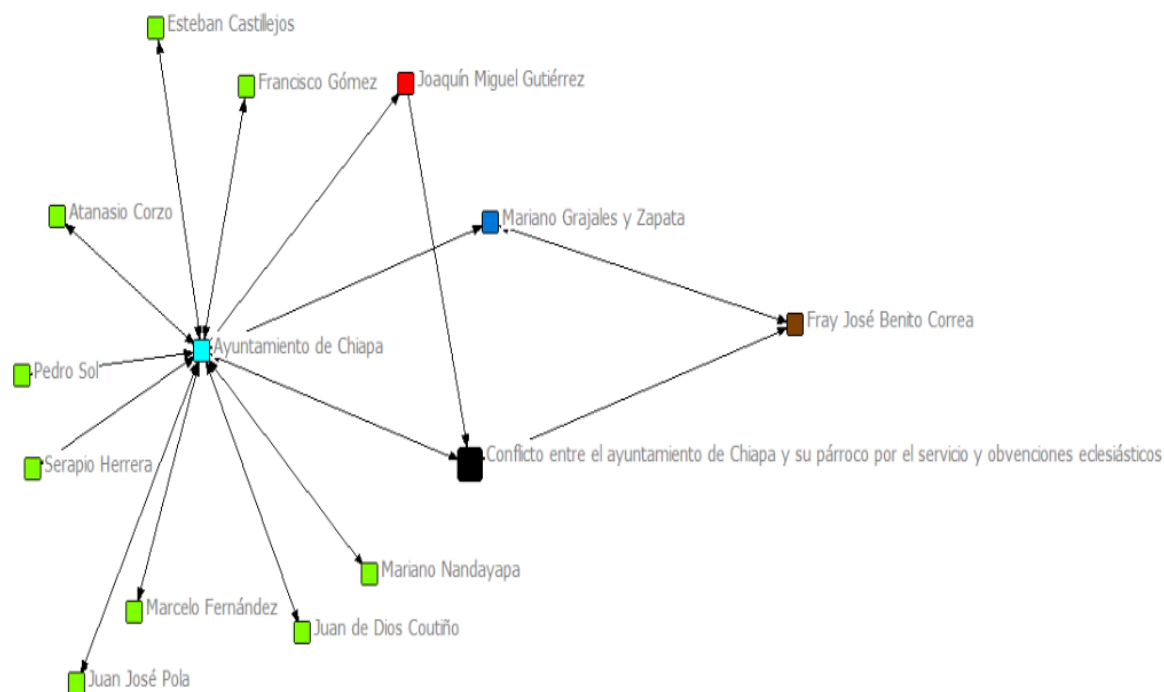 Esteban Castillejos
Francisco Gómez
Joaquín Miguel Gutiérrez
Atanasio Corzo
Mariano Grajales y Zapata
Fray José Benito Correa
Ayuntamiento de Chiapa
Pedro Sol
Conflicto entre el ayuntamiento de Chiapa y su párroco por el servicio y obvenciones eclesiásticos
Serapio Herrera
Mariano Nandayapa
Marcelo Fernández
Juan de Dios Coutiño
Juan José Pola